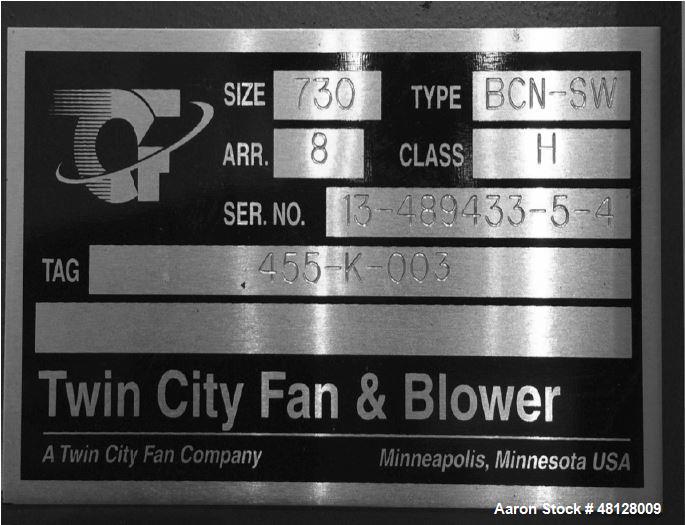 SIZE 730 TYPE BCN-SW
ARR. 8 CLASS H
SER. NO. 13-489433-5-4
TAG 455-K-003
Twin City Fan & Blower
A Twin City Fan Company Minneapolis, Minnesota USA
Aaron Stock # 48128009